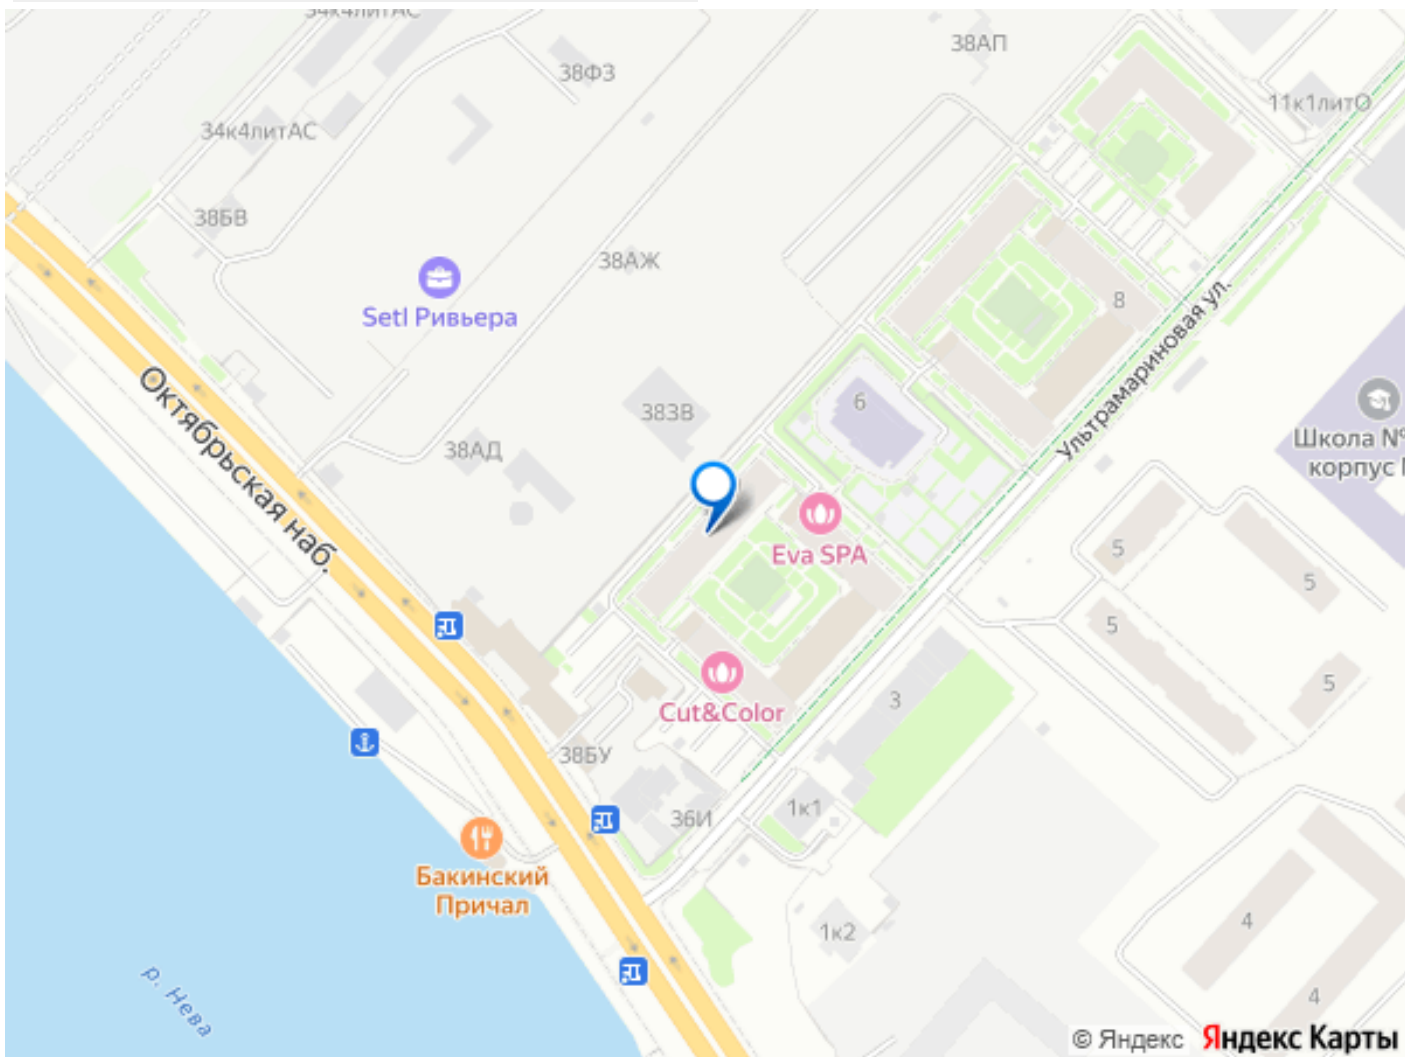 34к4литАС
38АП
38ФЗ
11к1литО
34к4литАС
38БВ
38АЖ
Setl Ривьера
8
Ультрамариновая ул.
Октябрьская наб.
6
38ЗВ
38АД
Школа №
корпус
Eva SPA
5
5
5
5
Cut&Color
3
38БУ
36И
1к1
Бакинский
Причал
1к2
4
4
р. Нева
© Яндекс Яндекс Карты